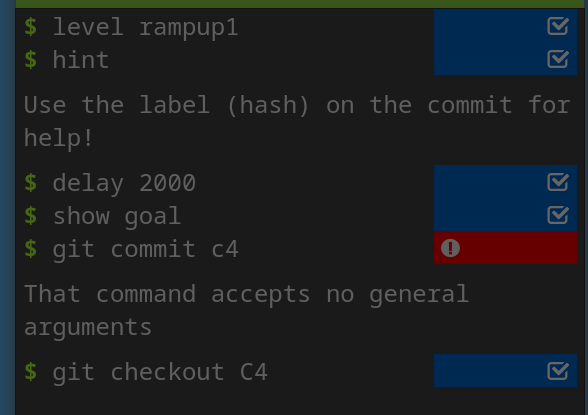 $ level rampup1
$ hint
Use the label (hash) on the commit for
help!
$ delay 2000
$ show goal
$ git commit c4
That command accepts no general
arguments
$ git checkout C4